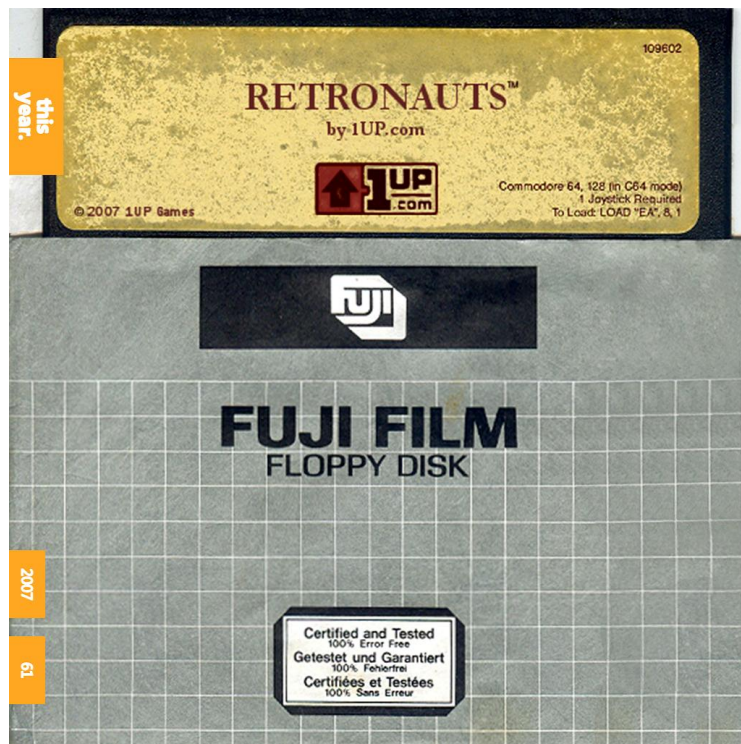 109602
this
year.
RETRONAUTS™
by 1UP.com
1UP
.com
Commodore 64, 128 (in C64 mode)
1 Joystick Required
To Load: LOAD "EA", 8, 1
© 2007 1UP Games
FUJI
FUJI FILM
FLOPPY DISK
2007
61
Certified and Tested
100% Error Free
Getestet und Garantiert
100% Fehlerfrei
Certifiées et Testées
100% Sans Erreur